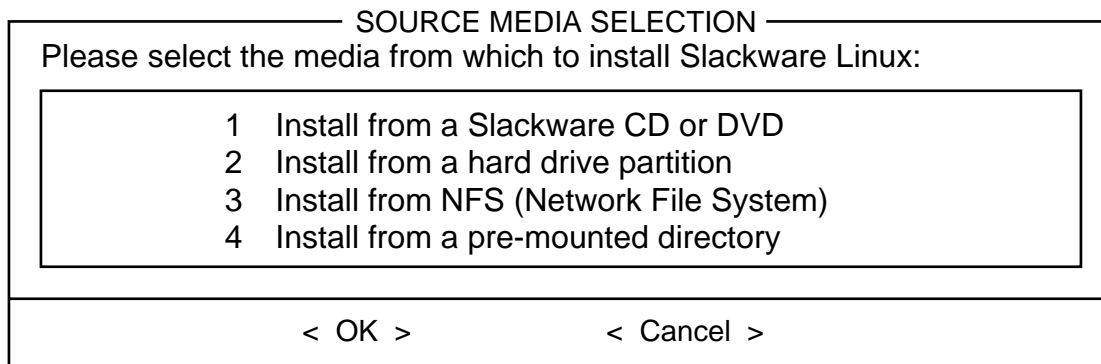 SOURCE MEDIA SELECTION
Please select the media from which to install Slackware Linux:
1 Install from a Slackware CD or DVD
2 Install from a hard drive partition
3 Install from NFS (Network File System)
4 Install from a pre-mounted directory
< OK > < Cancel >